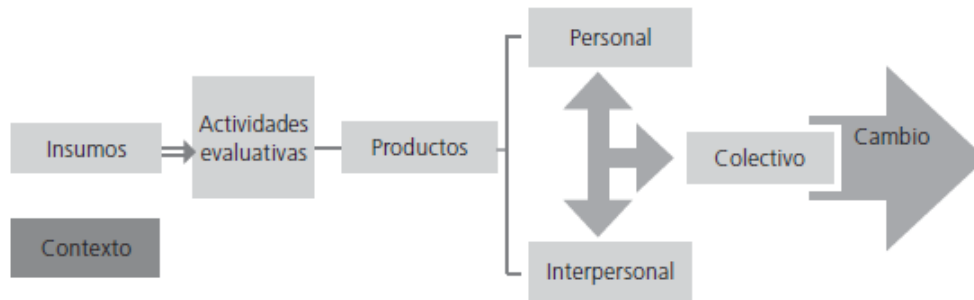 Personal
Insumos
Actividades
evaluativas
Productos
Colectivo
Cambio
Contexto
Interpersonal